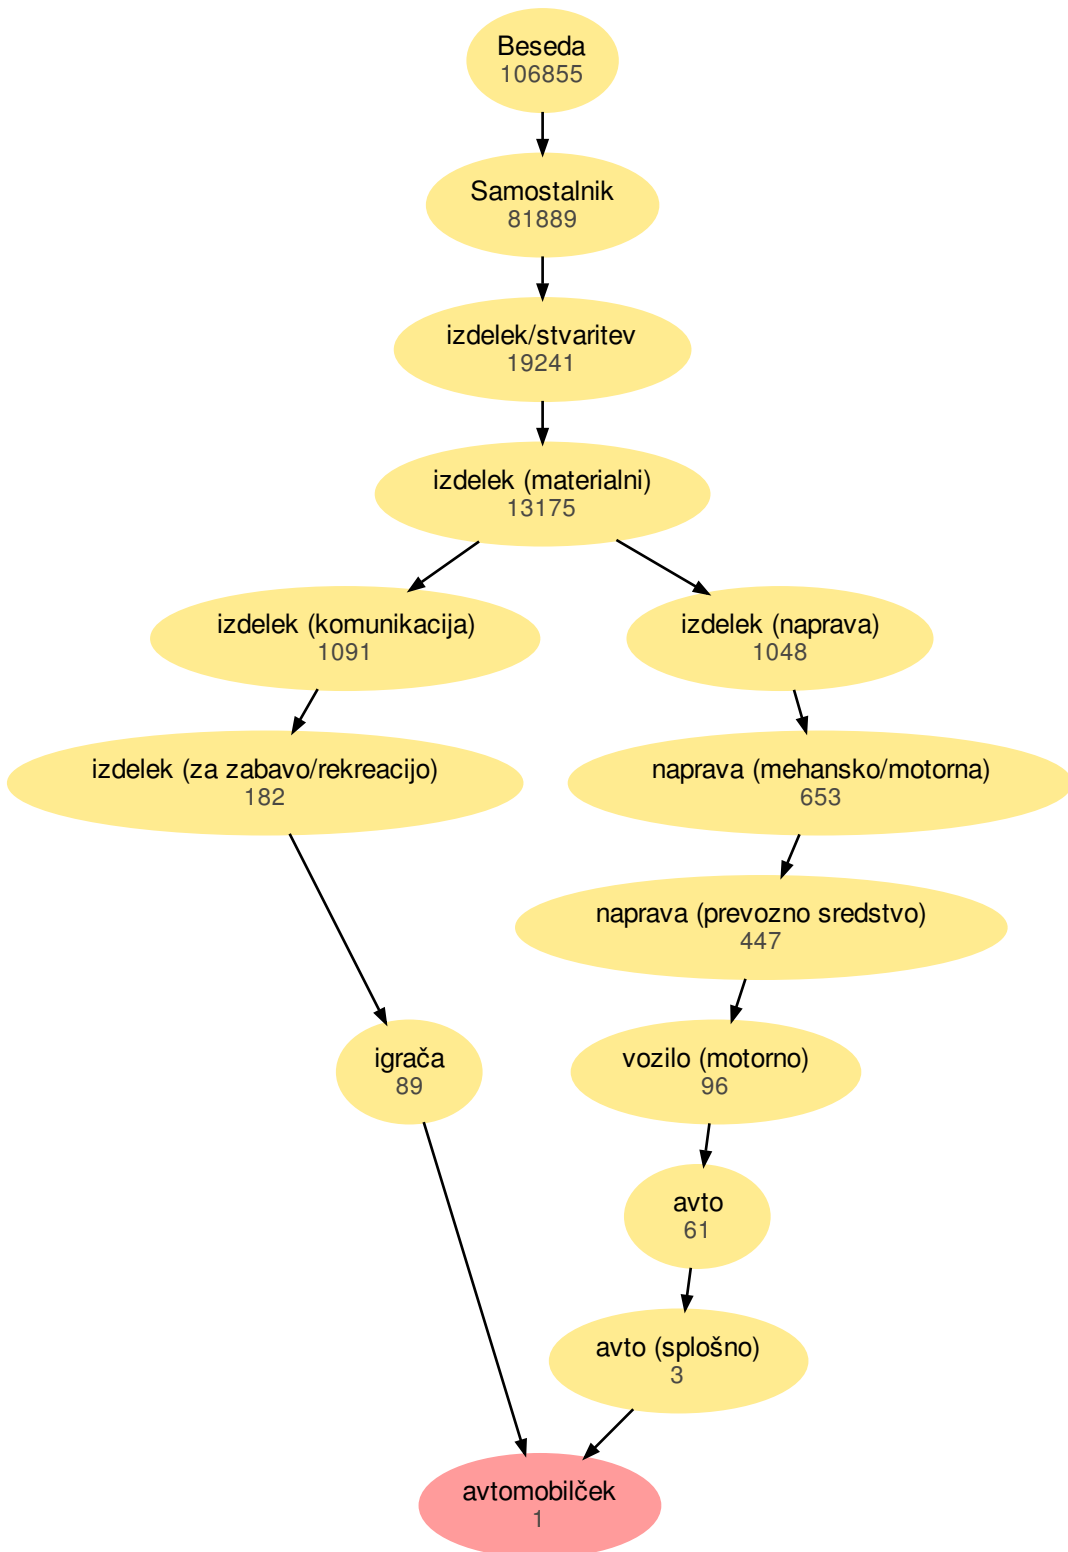 Beseda
106855
Samostalnik
81889
izdelek/stvaritev
19241
izdelek (materialni)
13175
izdelek (komunikacija)
1091
izdelek (naprava)
1048
izdelek (za zabavo/rekreacijo)
182
naprava (mehansko/motorna)
653
naprava (prevozno sredstvo)
447
igrača
89
vozilo (motorno)
96
avto
61
avto (splošno)
3
avtomobilček
1